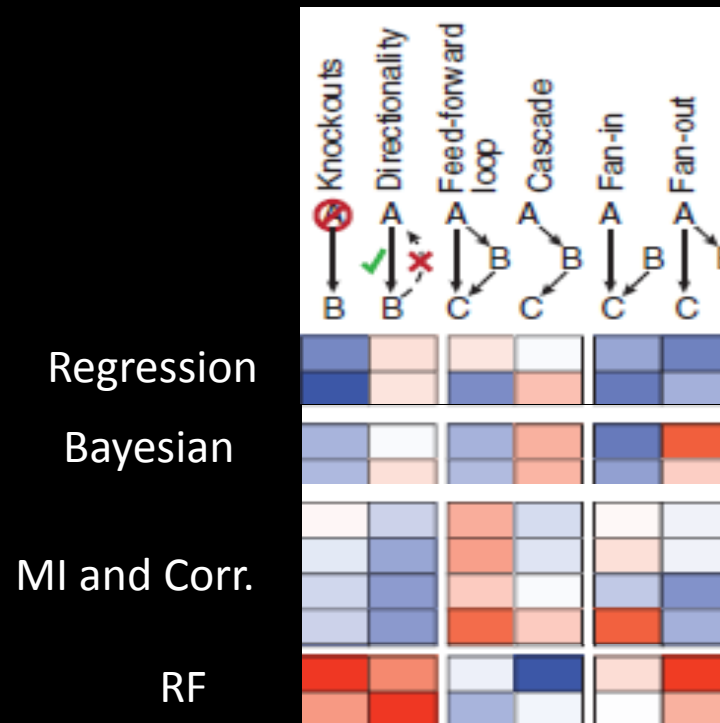 Knockouts
Directionality
Feed-forward
loop
Cascade
Fan-in
Fan-out
A A A A A A
B B B B
B B C C C C
Regression
Bayesian
MI and Corr.
RF